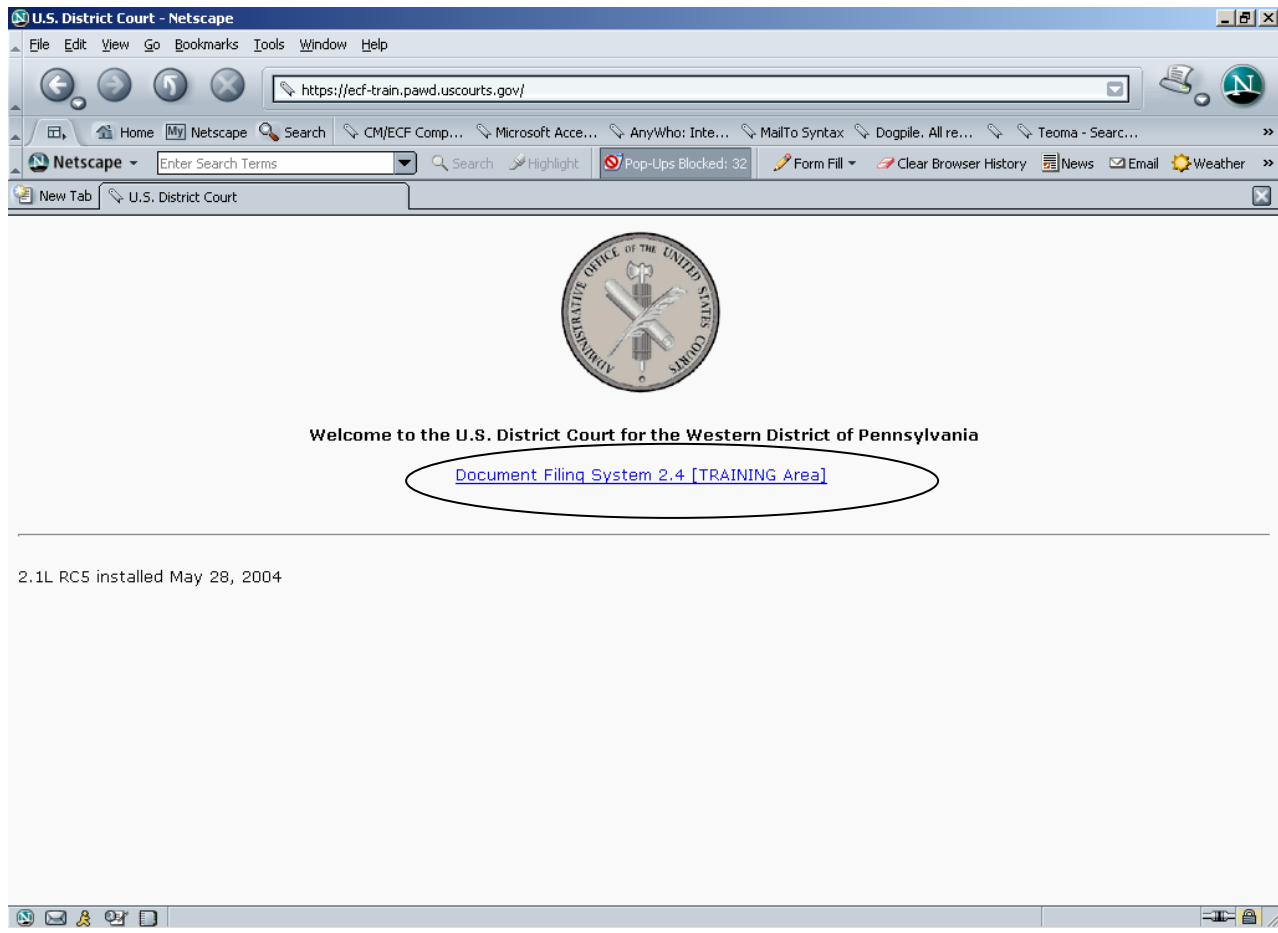 U.S. District Court - Netscape
File Edit View Go Bookmarks Tools Window Help
https://ecf-train.pawd.uscourts.gov/
N
Home My Netscape Search CM/ECF Comp... Microsoft Acce... AnyWho: Inte... MailTo Syntax Dogpile. All re... Teoma - Searc... »
Netscape Enter Search Terms Search Highlight Pop-Ups Blocked: 32 Form Fill Clear Browser History News Email Weather »
New Tab U.S. District Court
ADMINISTRATIVE OFFICE OF THE UNITED STATES COURTS
Welcome to the U.S. District Court for the Western District of Pennsylvania
Document Filing System 2.4 [TRAINING Area]
2.1L RC5 installed May 28, 2004